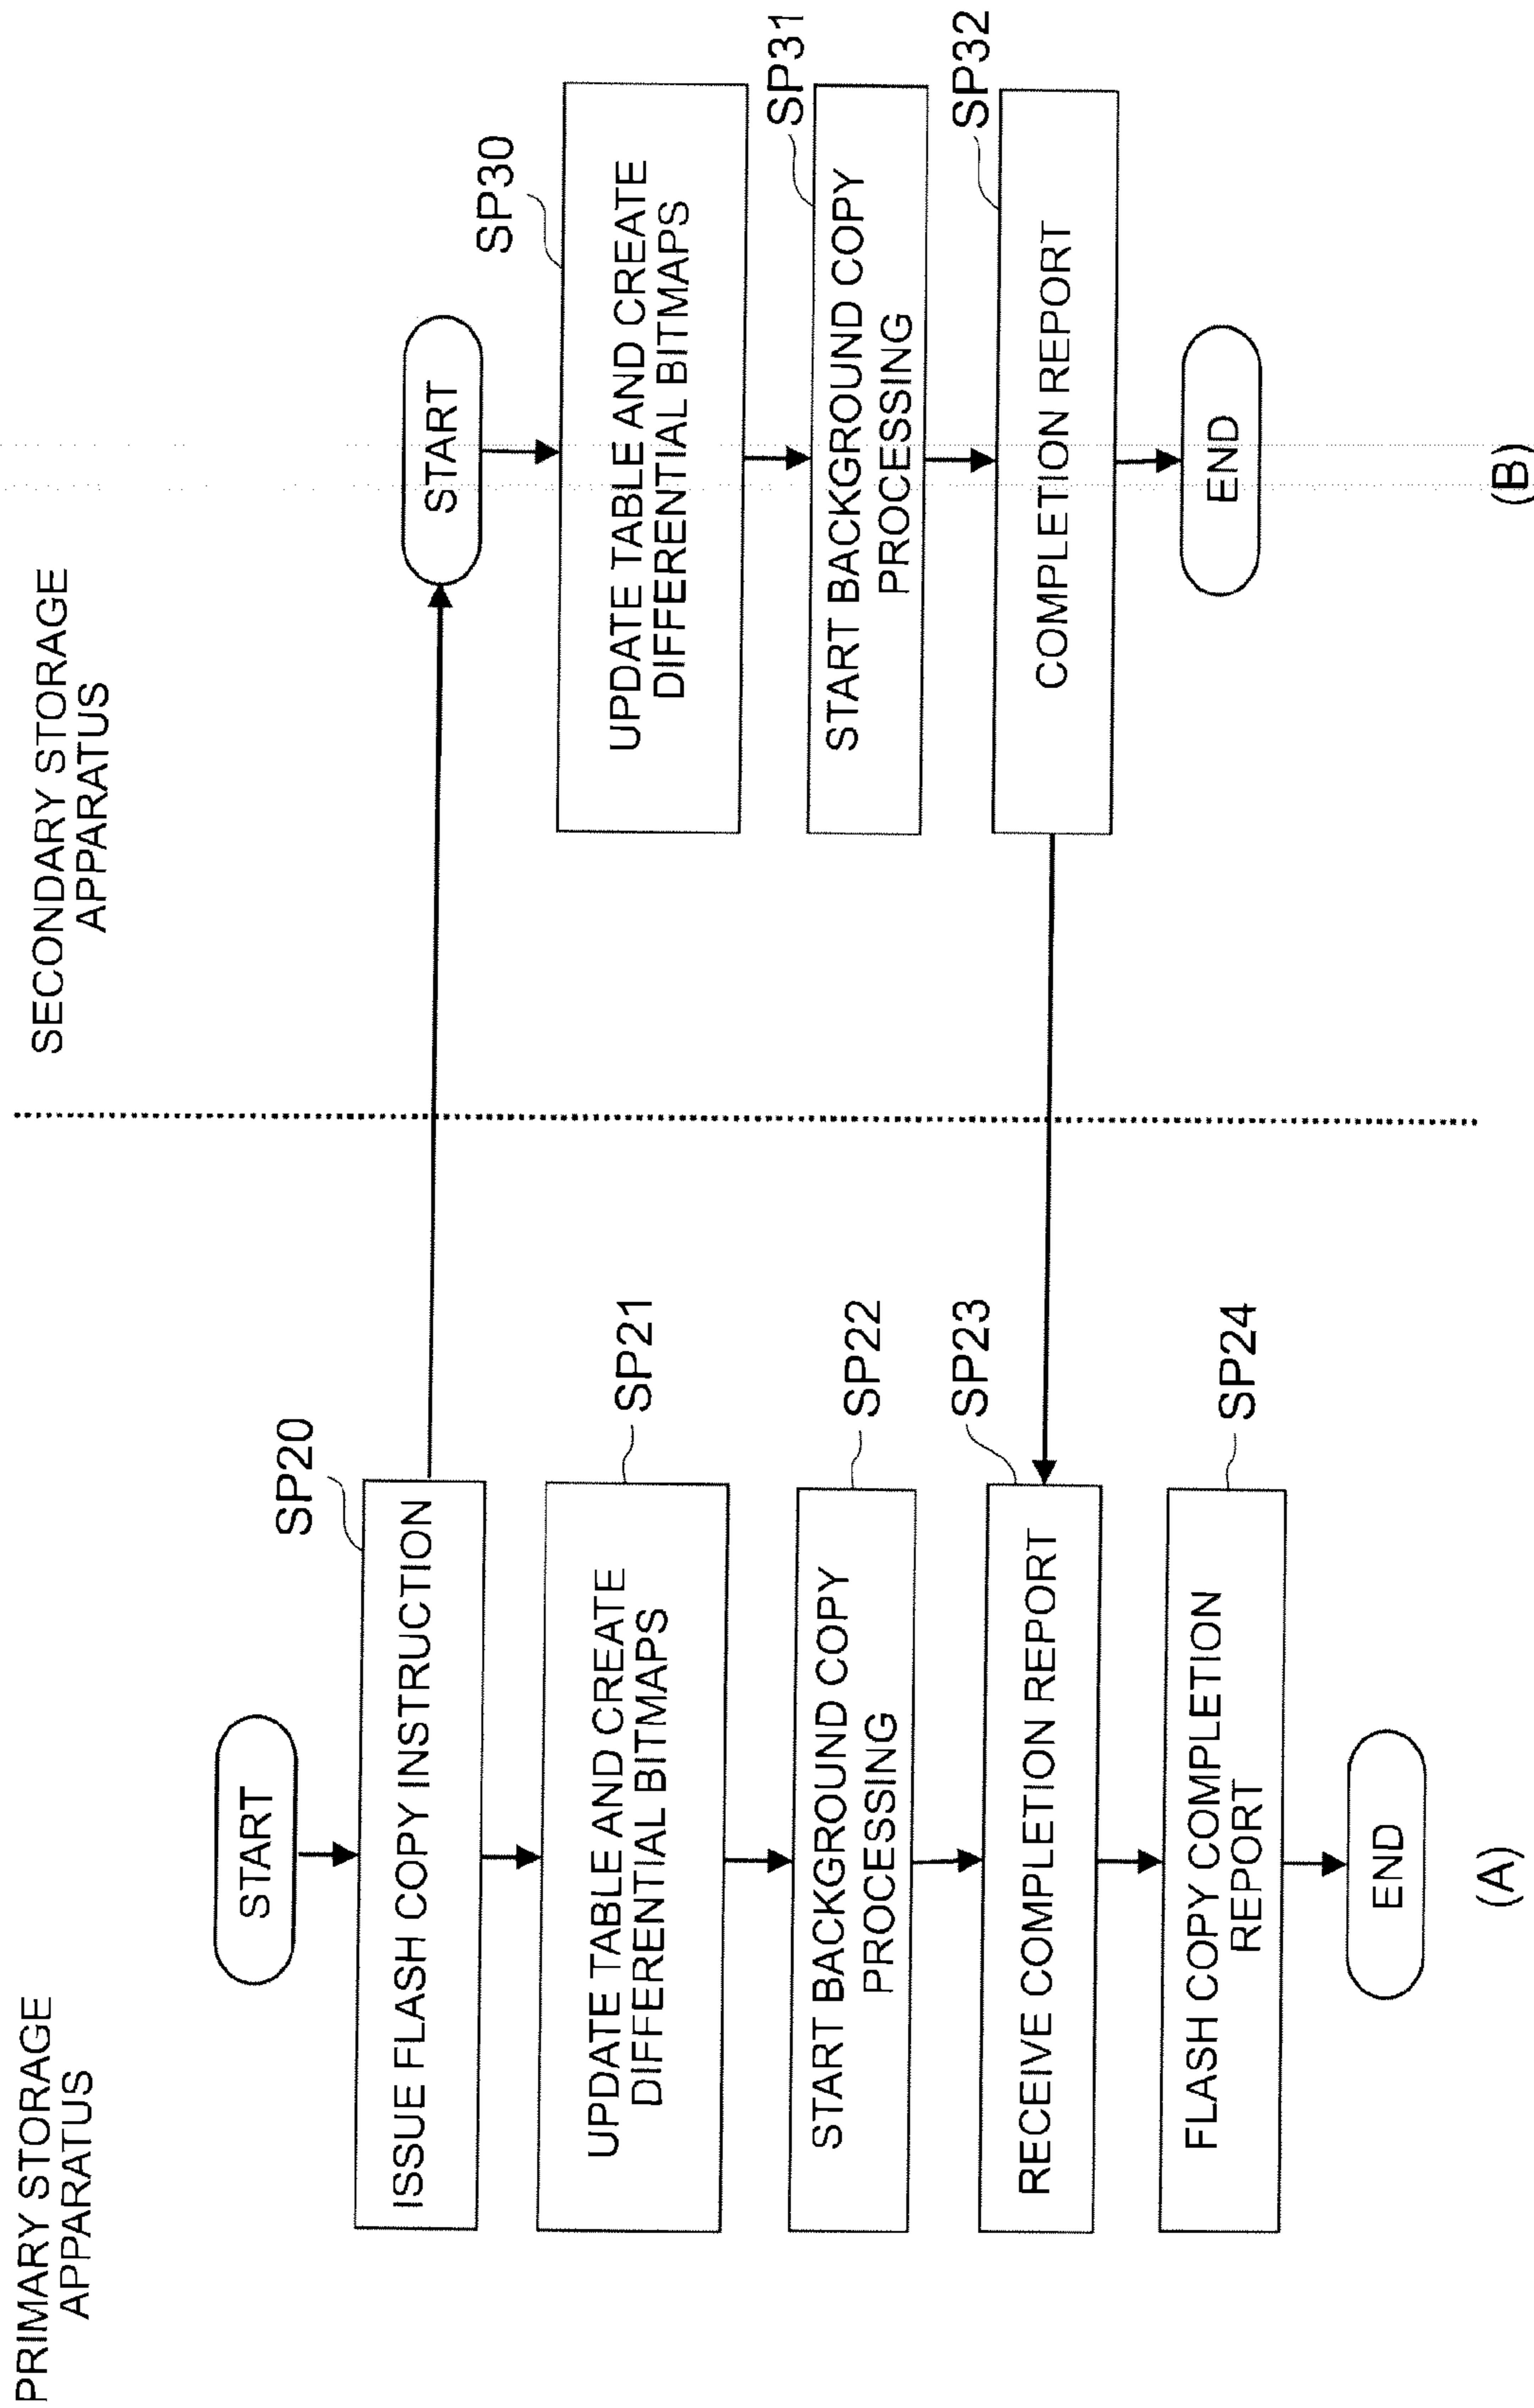 PRIMARY STORAGE
APPARATUS
START
SP20
ISSUE FLASH COPY INSTRUCTION
UPDATE TABLE AND CREATE
DIFFERENTIAL BITMAPS
SP21
START BACKGROUND COPY
PROCESSING
SP22
RECEIVE COMPLETION REPORT
SP23
FLASH COPY COMPLETION
REPORT
SP24
END
(A)
SECONDARY STORAGE
APPARATUS
START
SP30
UPDATE TABLE AND CREATE
DIFFERENTIAL BITMAPS
SP31
START BACKGROUND COPY
PROCESSING
SP32
COMPLETION REPORT
END
(B)